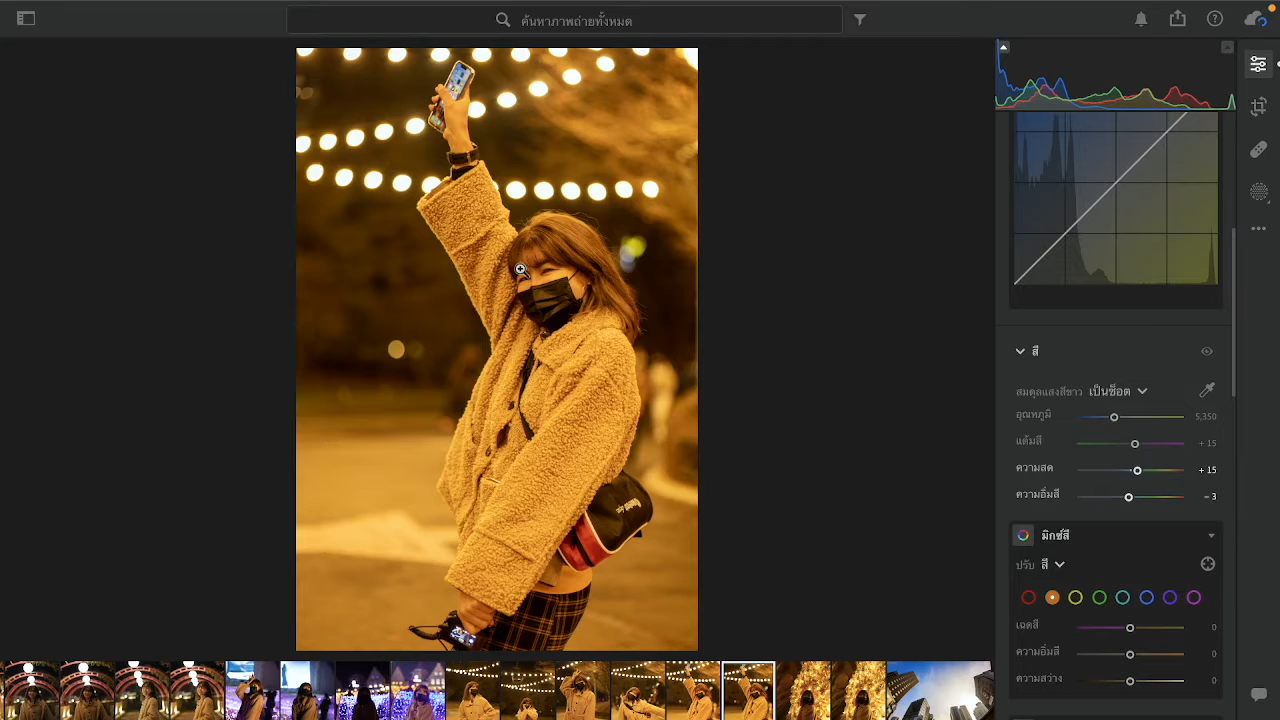 ค้นหาภาพถ่ายทั้งหมด
สี
สมดุลแสงสีขาว เป็นช็อต
อุณหภูมิ 5,350
แต้มสี + 15
ความสด + 15
ความอิ่มสี – 3
มิกซ์สี
ปรับ สี
เฉดสี 0
ความอิ่มสี 0
ความสว่าง 0